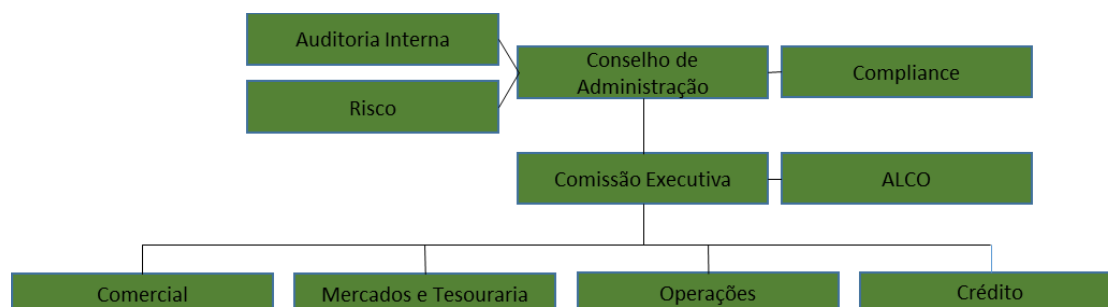 Auditoria Interna
Conselho de
Administração
Compliance
Risco
Comissão Executiva
ALCO
Comercial
Mercados e Tesouraria
Operações
Crédito